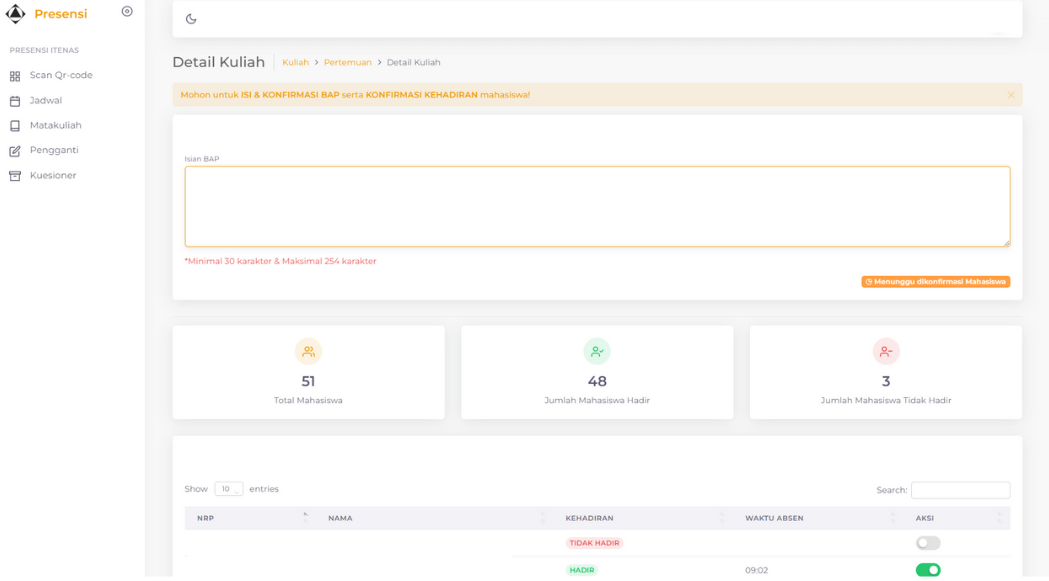 Presensi
PRESENSI ITENAS
Scan Qr-code
Jadwal
Matakuliah
Pengganti
Kuesioner
Detail Kuliah Kuliah > Pertemuan > Detail Kuliah
Mohon untuk ISI & KONFIRMASI BAP serta KONFIRMASI KEHADIRAN mahasiswa!
Isian BAP
*Minimal 30 karakter & Maksimal 254 karakter
Menunggu dikonfirmasi Mahasiswa
51
Total Mahasiswa
48
Jumlah Mahasiswa Hadir
3
Jumlah Mahasiswa Tidak Hadir
Show 10 entries
Search:
NRP NAMA KEHADIRAN WAKTU ABSEN AKSI
TIDAK HADIR
HADIR 09:02